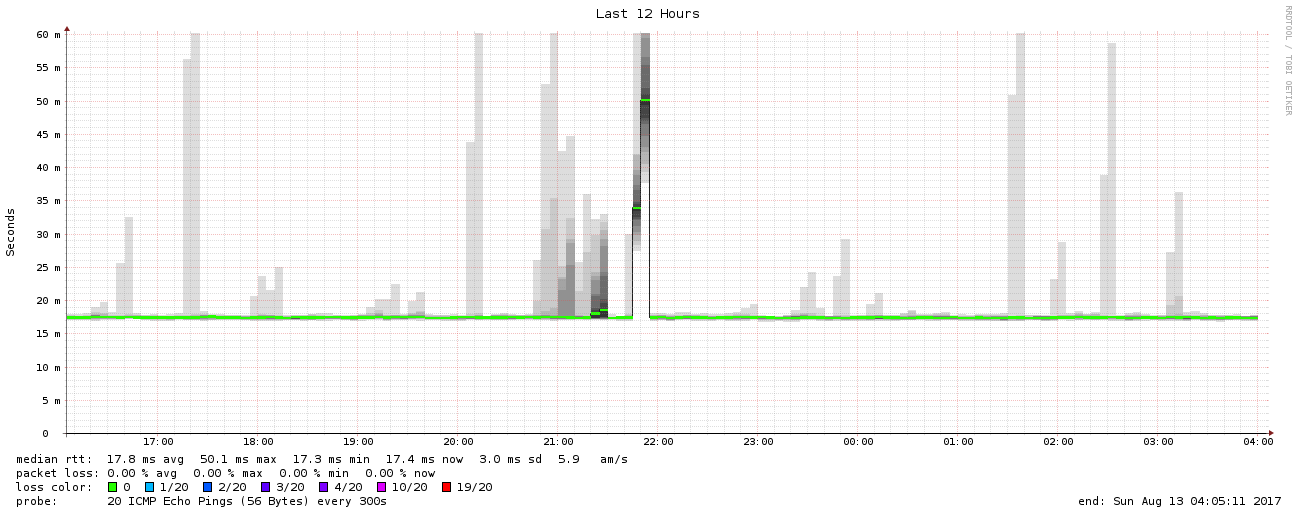 Last 12 Hours
RRDTOOL / TOBI OETIKER
Seconds
60 m
55 m
50 m
45 m
40 m
35 m
30 m
25 m
20 m
15 m
10 m
5 m
0
17:00 18:00 19:00 20:00 21:00 22:00 23:00 00:00 01:00 02:00 03:00 04:00
median rtt: 17.8 ms avg 50.1 ms max 17.3 ms min 17.4 ms now 3.0 ms sd 5.9 am/s
packet loss: 0.00 % avg 0.00 % max 0.00 % min 0.00 % now
loss color: 0 1/20 2/20 3/20 4/20 10/20 19/20
probe: 20 ICMP Echo Pings (56 Bytes) every 300s end: Sun Aug 13 04:05:11 2017